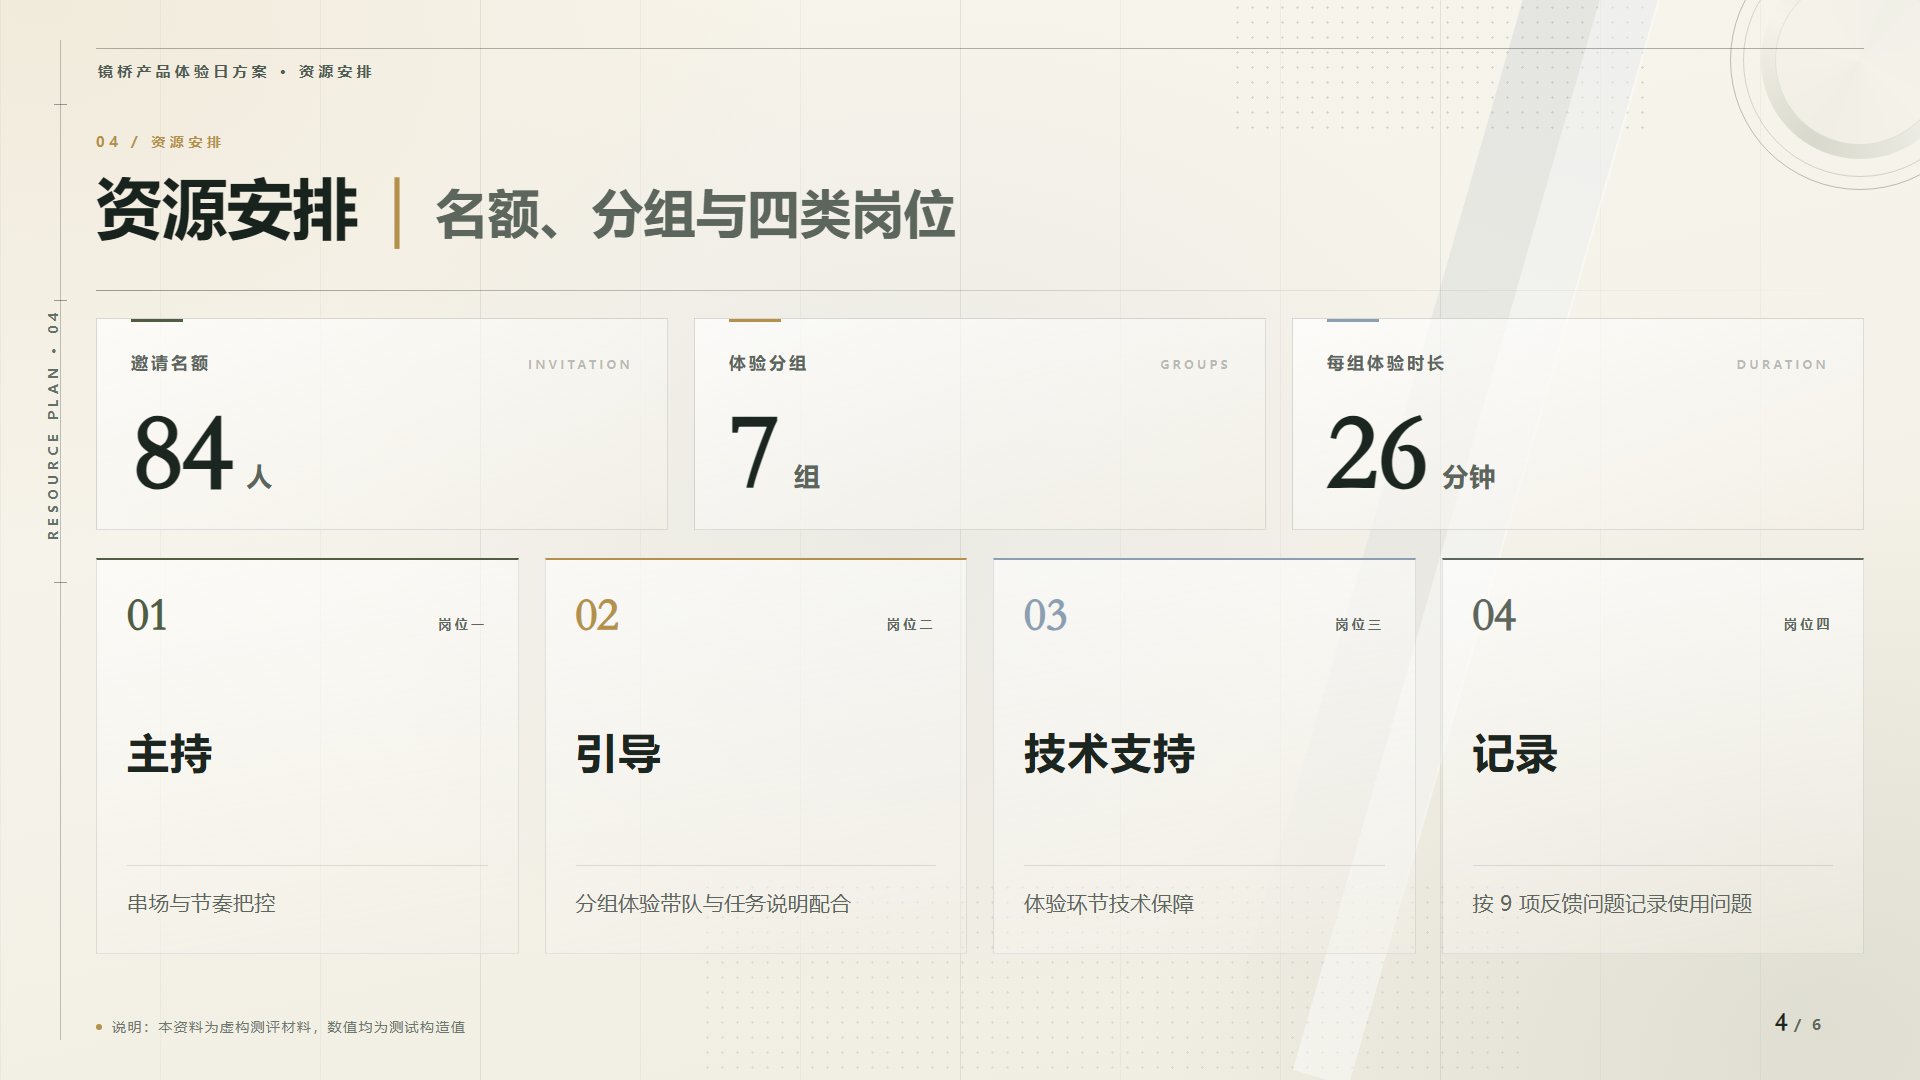 镜桥产品体验日方案 • 资源安排
04 / 资源安排
资源安排 | 名额、分组与四类岗位
RESOURCE PLAN • 04
邀请名额
INVITATION
84 人
体验分组
GROUPS
7 组
每组体验时长
DURATION
26 分钟
01
岗位一
主持
串场与节奏把控
02
岗位二
引导
分组体验带队与任务说明配合
03
岗位三
技术支持
体验环节技术保障
04
岗位四
记录
按 9 项反馈问题记录使用问题
说明：本资料为虚构测评材料，数值均为测试构造值
4 / 6